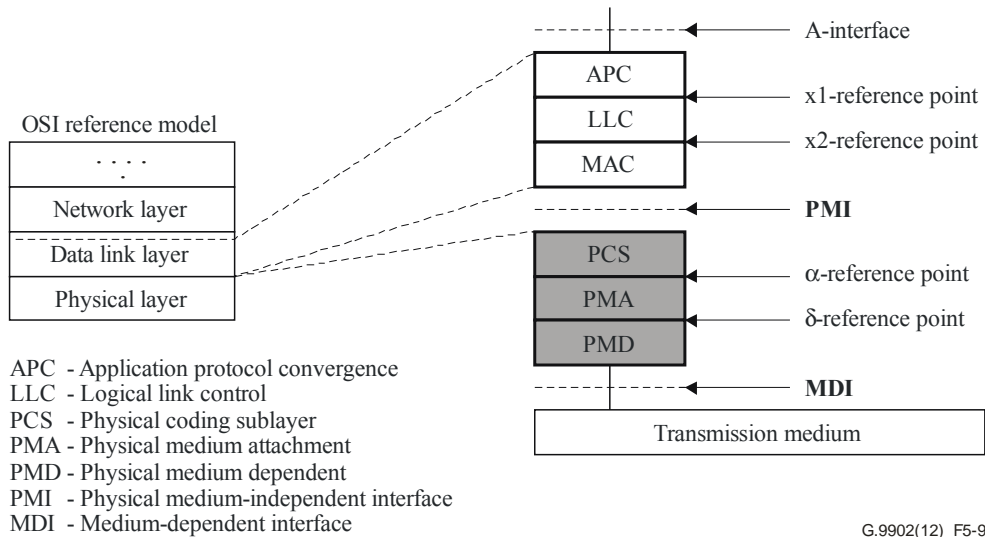 A-interface
APC
x1-reference point
LLC
x2-reference point
MAC
OSI reference model
. . . .
.
Network layer
Data link layer
Physical layer
PMI
PCS
α-reference point
PMA
δ-reference point
PMD
MDI
Transmission medium
APC - Application protocol convergence
LLC - Logical link control
PCS - Physical coding sublayer
PMA - Physical medium attachment
PMD - Physical medium dependent
PMI - Physical medium-independent interface
MDI - Medium-dependent interface
G.9902(12)_F5-9